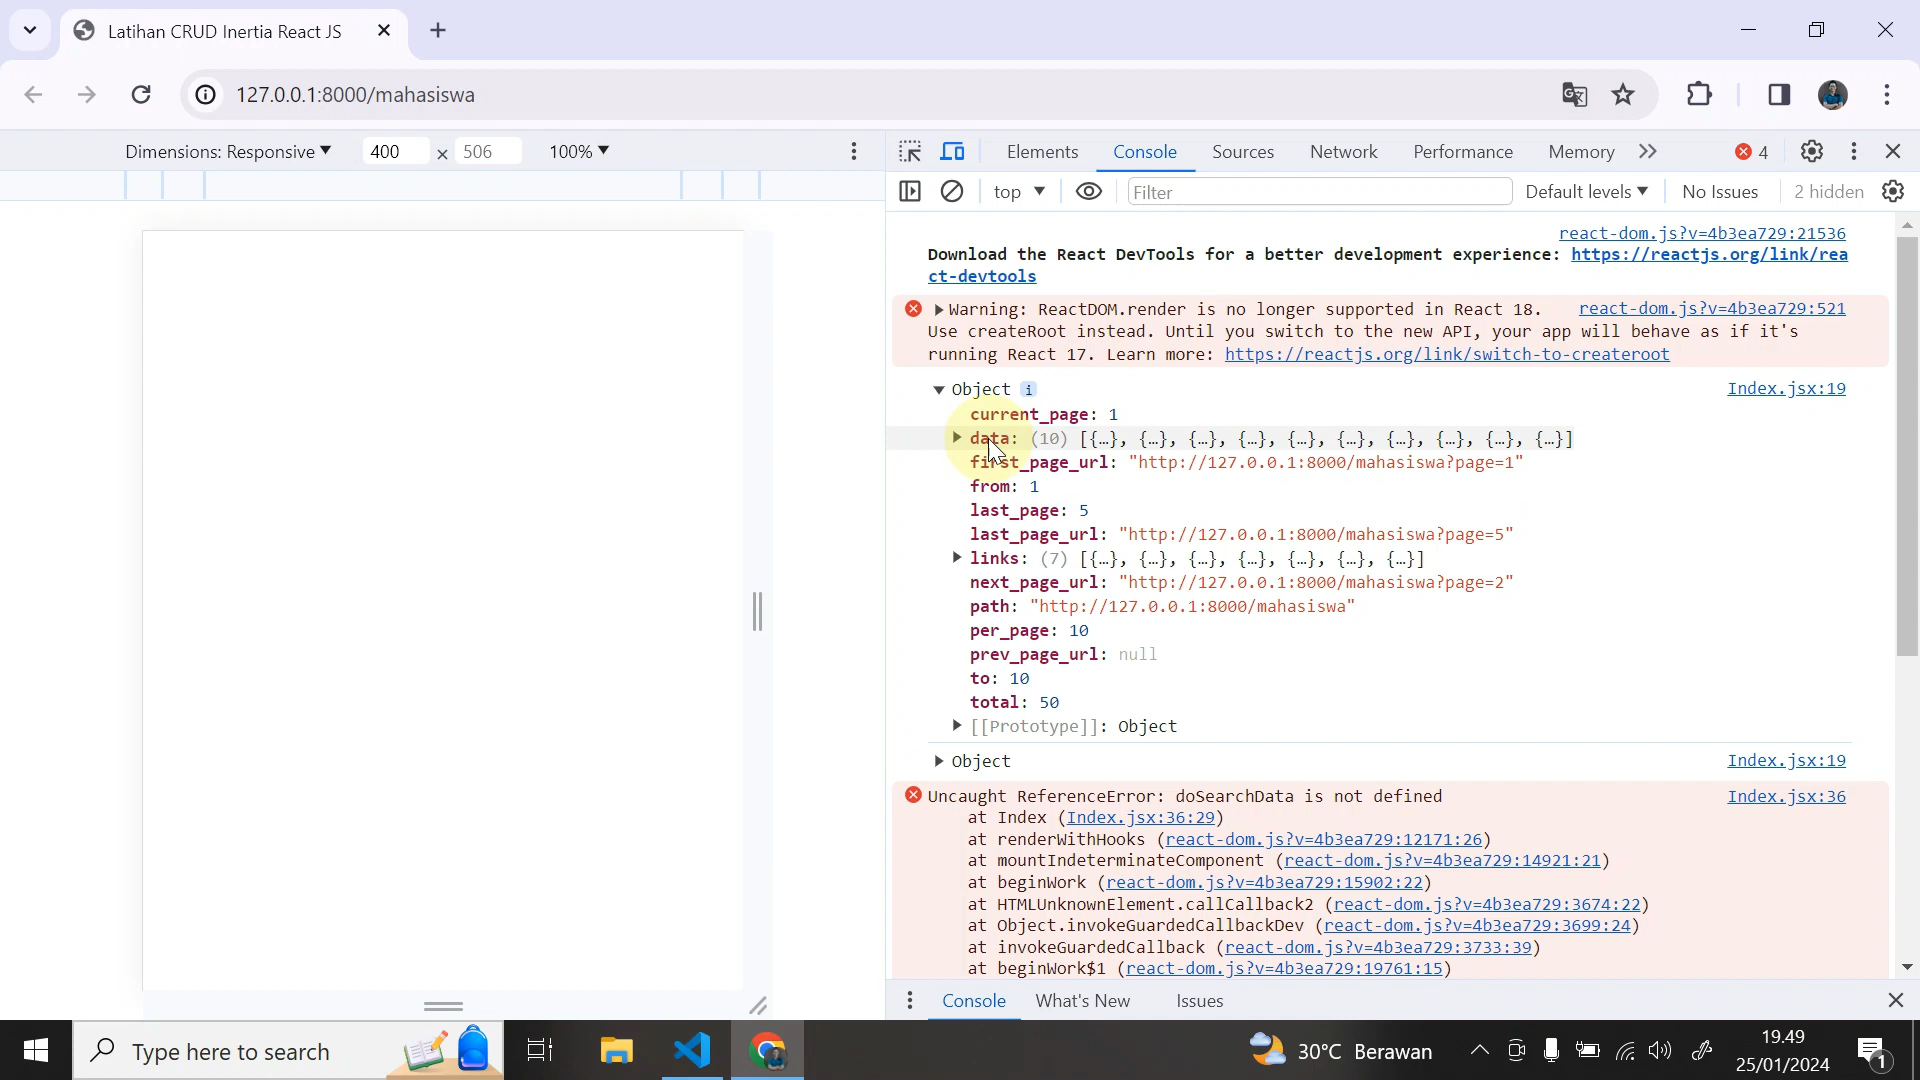 Latihan CRUD Inertia React JS
127.0.0.1:8000/mahasiswa
Dimensions: Responsive 400 × 506 100%
Elements Console Sources Network Performance Memory 4
top Filter Default levels No Issues 2 hidden
react-dom.js?v=4b3ea729:21536
Download the React DevTools for a better development experience: https://reactjs.org/link/rea
ct-devtools
Warning: ReactDOM.render is no longer supported in React 18. react-dom.js?v=4b3ea729:521
Use createRoot instead. Until you switch to the new API, your app will behave as if it's
running React 17. Learn more: https://reactjs.org/link/switch-to-createroot
Object i Index.jsx:19
current_page: 1
data: (10) [{…}, {…}, {…}, {…}, {…}, {…}, {…}, {…}, {…}, {…}]
first_page_url: "http://127.0.0.1:8000/mahasiswa?page=1"
from: 1
last_page: 5
last_page_url: "http://127.0.0.1:8000/mahasiswa?page=5"
links: (7) [{…}, {…}, {…}, {…}, {…}, {…}, {…}]
next_page_url: "http://127.0.0.1:8000/mahasiswa?page=2"
path: "http://127.0.0.1:8000/mahasiswa"
per_page: 10
prev_page_url: null
to: 10
total: 50
[[Prototype]]: Object
Object Index.jsx:19
Uncaught ReferenceError: doSearchData is not defined Index.jsx:36
at Index (Index.jsx:36:29)
at renderWithHooks (react-dom.js?v=4b3ea729:12171:26)
at mountIndeterminateComponent (react-dom.js?v=4b3ea729:14921:21)
at beginWork (react-dom.js?v=4b3ea729:15902:22)
at HTMLUnknownElement.callCallback2 (react-dom.js?v=4b3ea729:3674:22)
at Object.invokeGuardedCallbackDev (react-dom.js?v=4b3ea729:3699:24)
at invokeGuardedCallback (react-dom.js?v=4b3ea729:3733:39)
at beginWork$1 (react-dom.js?v=4b3ea729:19761:15)
Console What's New Issues
Type here to search
30°C Berawan
19.49
25/01/2024
1